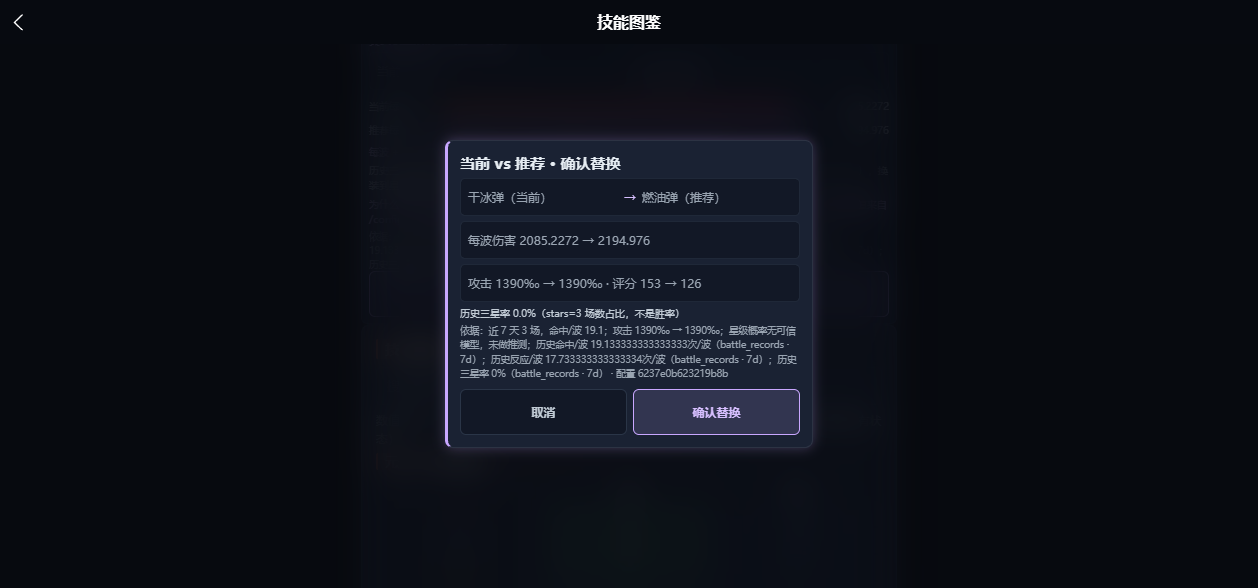 技能图鉴
当前 vs 推荐 · 确认替换
干冰弹（当前） → 燃油弹（推荐）
每波伤害 2085.2272 → 2194.976
攻击 1390‰ → 1390‰ · 评分 153 → 126
历史三星率 0.0%（stars=3 场数占比，不是胜率）
依据：近 7 天 3 场，命中/波 19.1；攻击 1390‰ → 1390‰；星级概率无可信
模型，未做推测；历史命中/波 19.133333333333333次/波（battle_records ·
7d）；历史反应/波 17.733333333333334次/波（battle_records · 7d）；历史
三星率 0%（battle_records · 7d） · 配置 6237e0b623219b8b
取消 确认替换